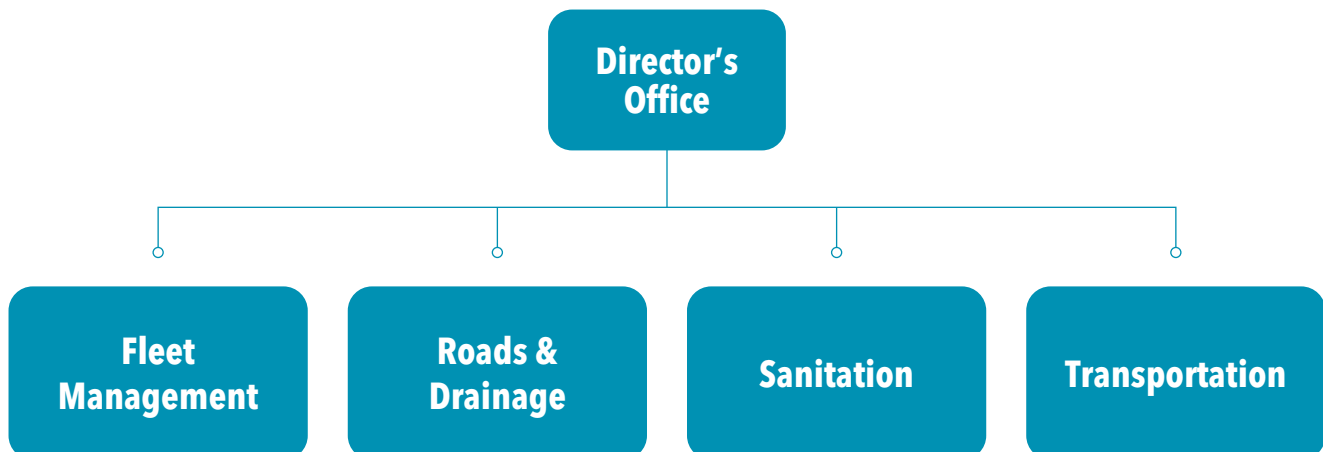 Director’s
Office
Fleet
Management
Roads &
Drainage
Sanitation
Transportation